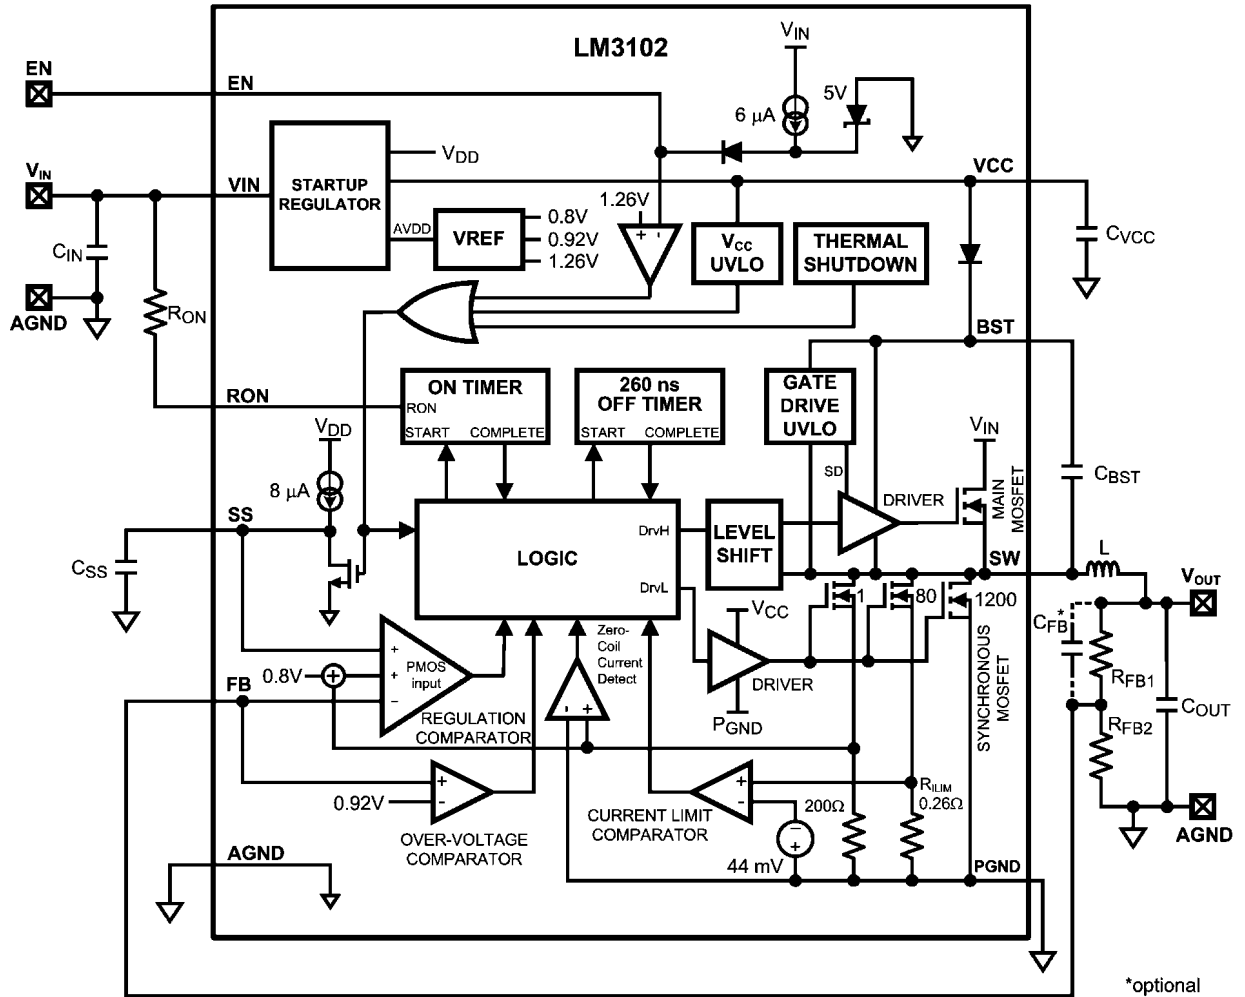 LM3102
EN
EN
VIN
6 µA
5V
STARTUP
REGULATOR
VDD
VIN
VIN
VCC
AVDD
VREF
0.8V
0.92V
1.26V
1.26V
+ -
VCC
UVLO
THERMAL
SHUTDOWN
CVCC
CIN
AGND
RON
BST
RON
ON TIMER
RON
START COMPLETE
260 ns
OFF TIMER
START COMPLETE
GATE
DRIVE
UVLO
SD
VIN
MAIN
MOSFET
CBST
VDD
8 µA
SS
CSS
LOGIC
DrvH
DrvL
LEVEL
SHIFT
DRIVER
SW
L
VOUT
1
80
1200
SYNCHRONOUS
MOSFET
CFB*
RFB1
RFB2
COUT
AGND
VCC
DRIVER
PGND
Zero-
Coil
Current
Detect
- +
+
+
-
PMOS
input
0.8V
+
FB
REGULATION
COMPARATOR
0.92V
+
-
OVER-VOLTAGE
COMPARATOR
CURRENT LIMIT
COMPARATOR
+
-
-
+
44 mV
200Ω
RILIM
0.26Ω
PGND
AGND
*optional